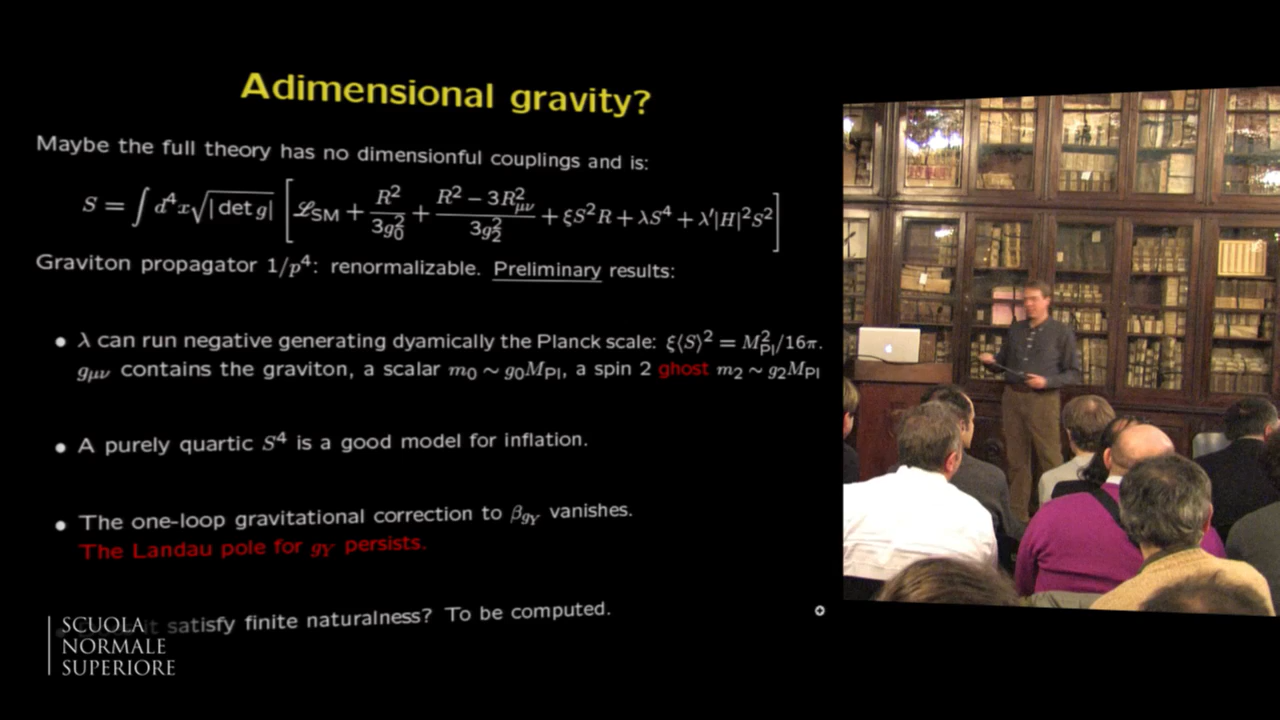 Adimensional gravity?
Maybe the full theory has no dimensionful couplings and is:
S = ∫ d⁴x √|det g| [ ℒ_SM + R²/3g₀² + (R² − 3R²_μν)/3g₂² + ξS²R + λS⁴ + λ′|H|²S² ]
Graviton propagator 1/p⁴: renormalizable. Preliminary results:
• λ can run negative generating dyamically the Planck scale: ξ⟨S⟩² = M²_Pl/16π.
g_μν contains the graviton, a scalar m₀ ∼ g₀M_Pl, a spin 2 ghost m₂ ∼ g₂M_Pl
• A purely quartic S⁴ is a good model for inflation.
• The one-loop gravitational correction to β_gY vanishes.
The Landau pole for g_Y persists.
satisfy finite naturalness? To be computed.
SCUOLA
NORMALE
SUPERIORE